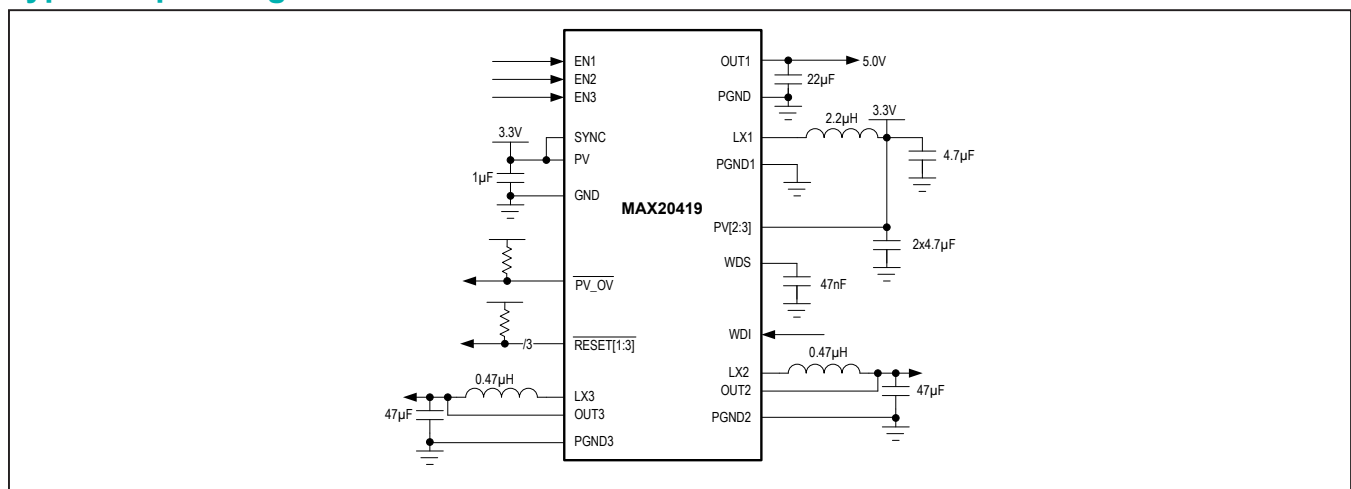 EN1
EN2
EN3
3.3V
SYNC
PV
1µF
GND
PV_OV
/3
RESET[1:3]
0.47µH
LX3
47µF
OUT3
PGND3
MAX20419
OUT1
5.0V
22µF
PGND
3.3V
2.2µH
LX1
4.7µF
PGND1
PV[2:3]
2x4.7µF
WDS
47nF
WDI
0.47µH
LX2
OUT2
47µF
PGND2